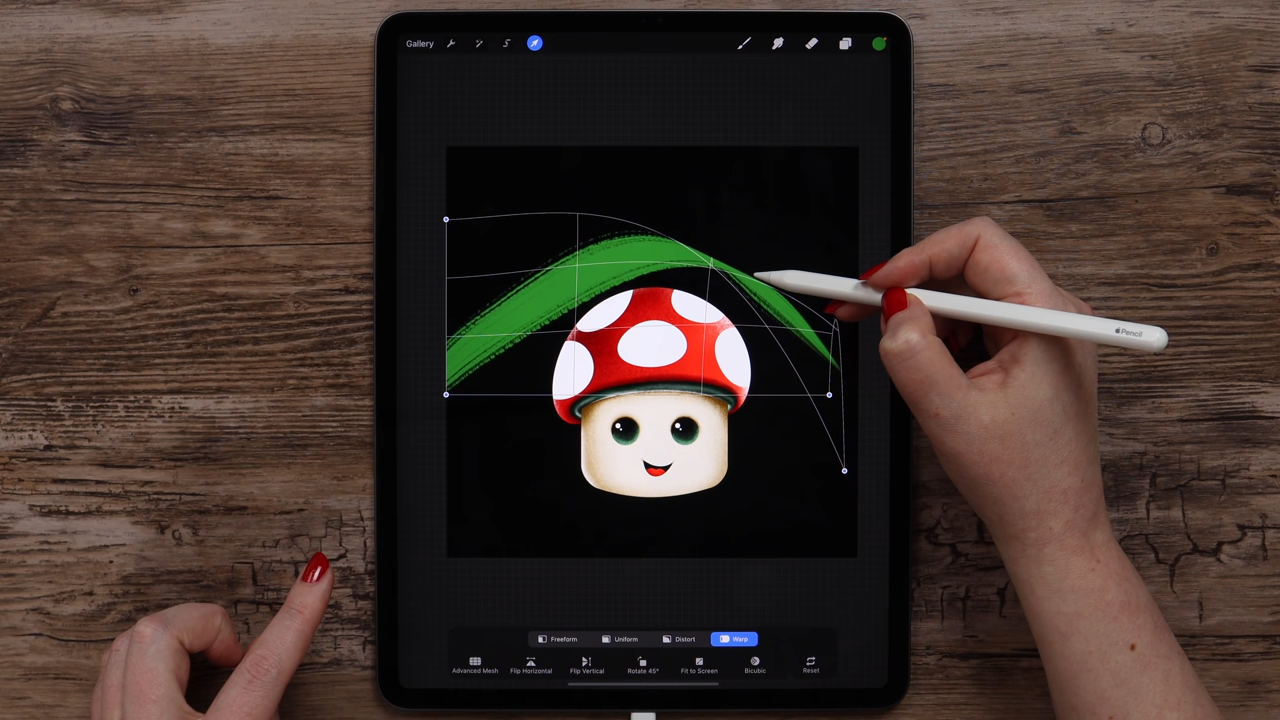 Gallery
Pencil
Freeform
Uniform
Distort
Warp
Advanced Mesh
Flip Horizontal
Flip Vertical
Rotate 45°
Fit to Screen
Bicubic
Reset